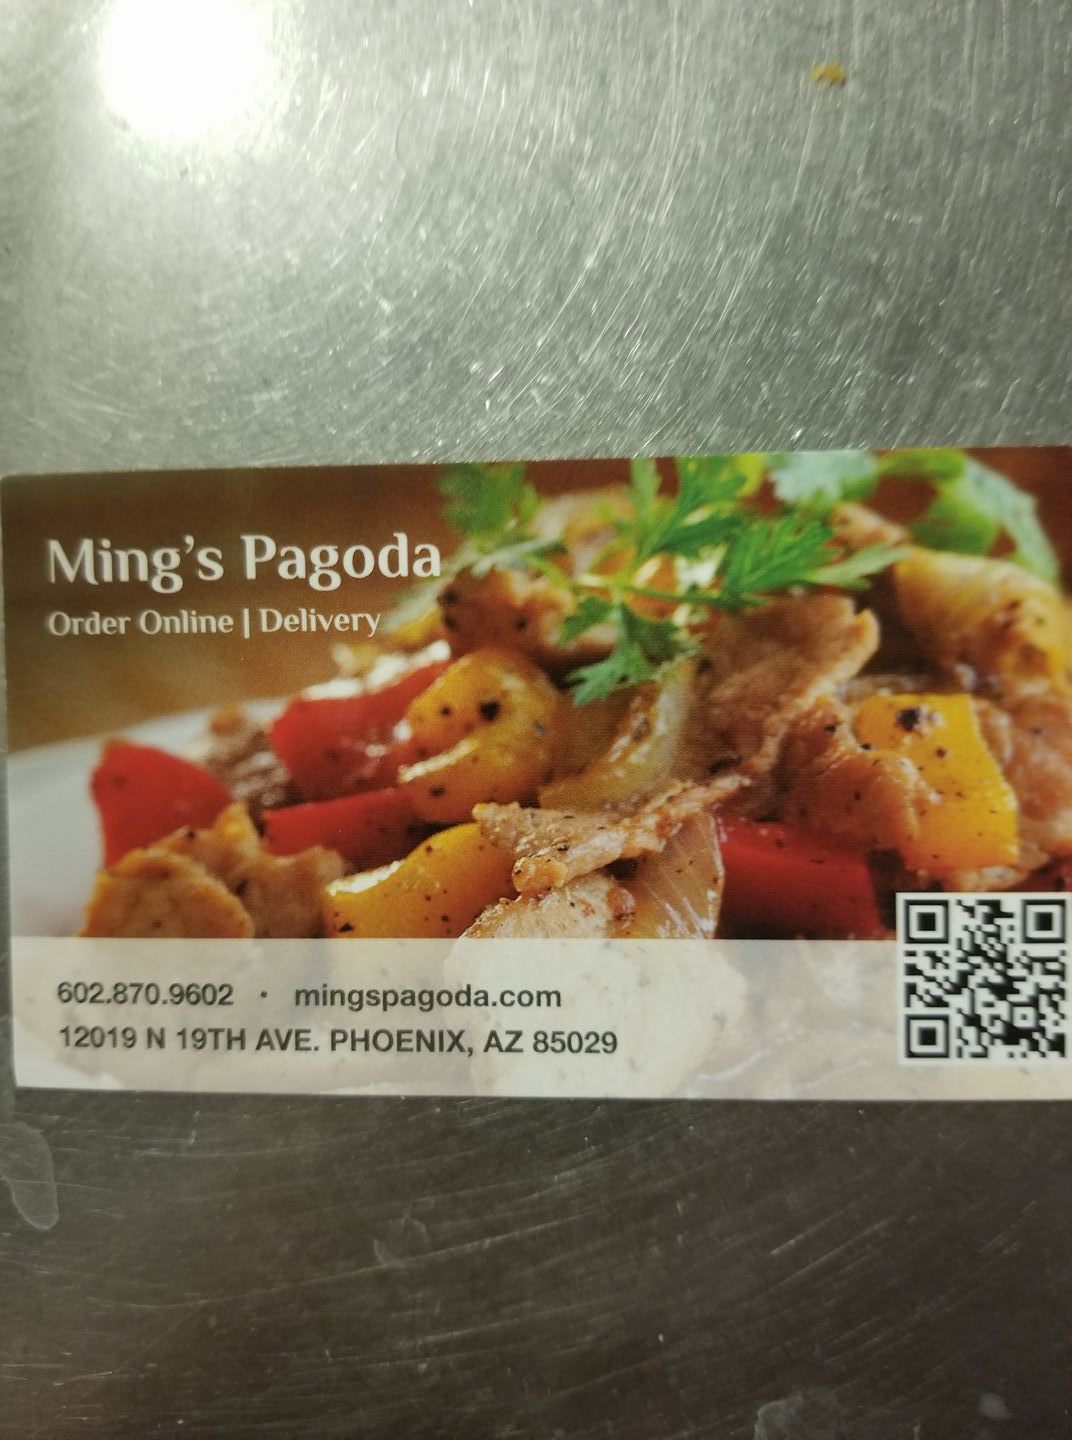 Ming's Pagoda
Order Online | Delivery
602.870.9602 • mingspagoda.com
12019 N 19TH AVE. PHOENIX, AZ 85029